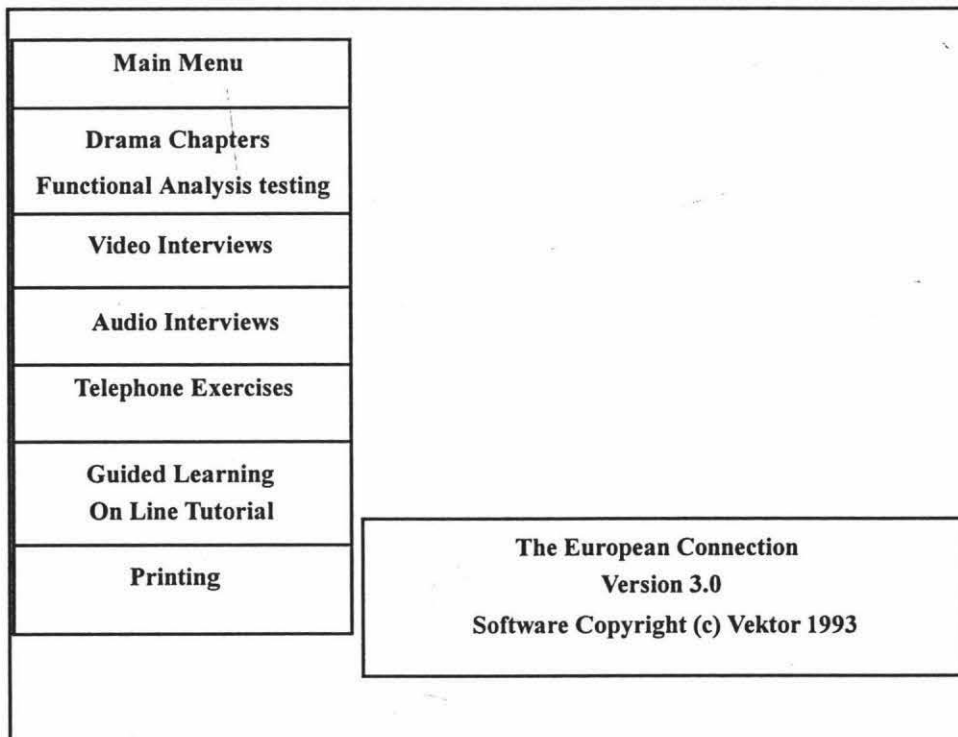 Main Menu
Drama Chapters
Functional Analysis testing
Video Interviews
Audio Interviews
Telephone Exercises
Guided Learning
On Line Tutorial
Printing
The European Connection
Version 3.0
Software Copyright (c) Vektor 1993